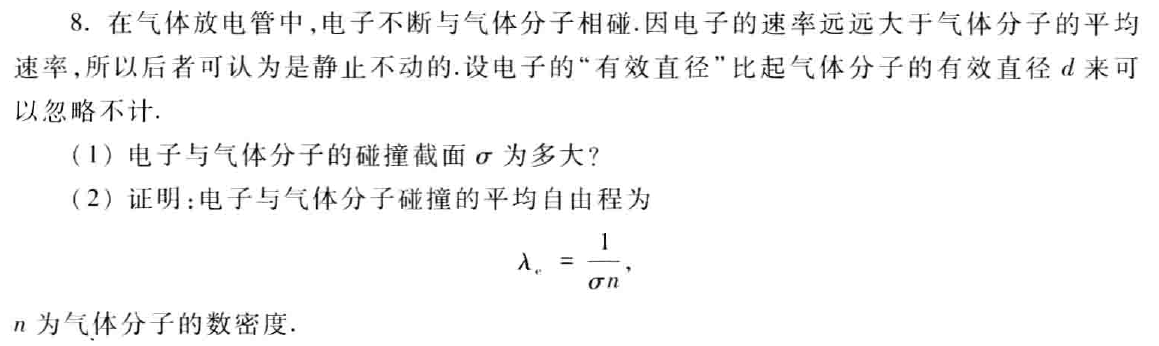 8. 在气体放电管中,电子不断与气体分子相碰.因电子的速率远远大于气体分子的平均
速率,所以后者可认为是静止不动的.设电子的“有效直径”比起气体分子的有效直径 d 来可
以忽略不计.
(1) 电子与气体分子的碰撞截面 σ 为多大?
(2) 证明:电子与气体分子碰撞的平均自由程为
λₑ = 1/σn,
n 为气体分子的数密度.